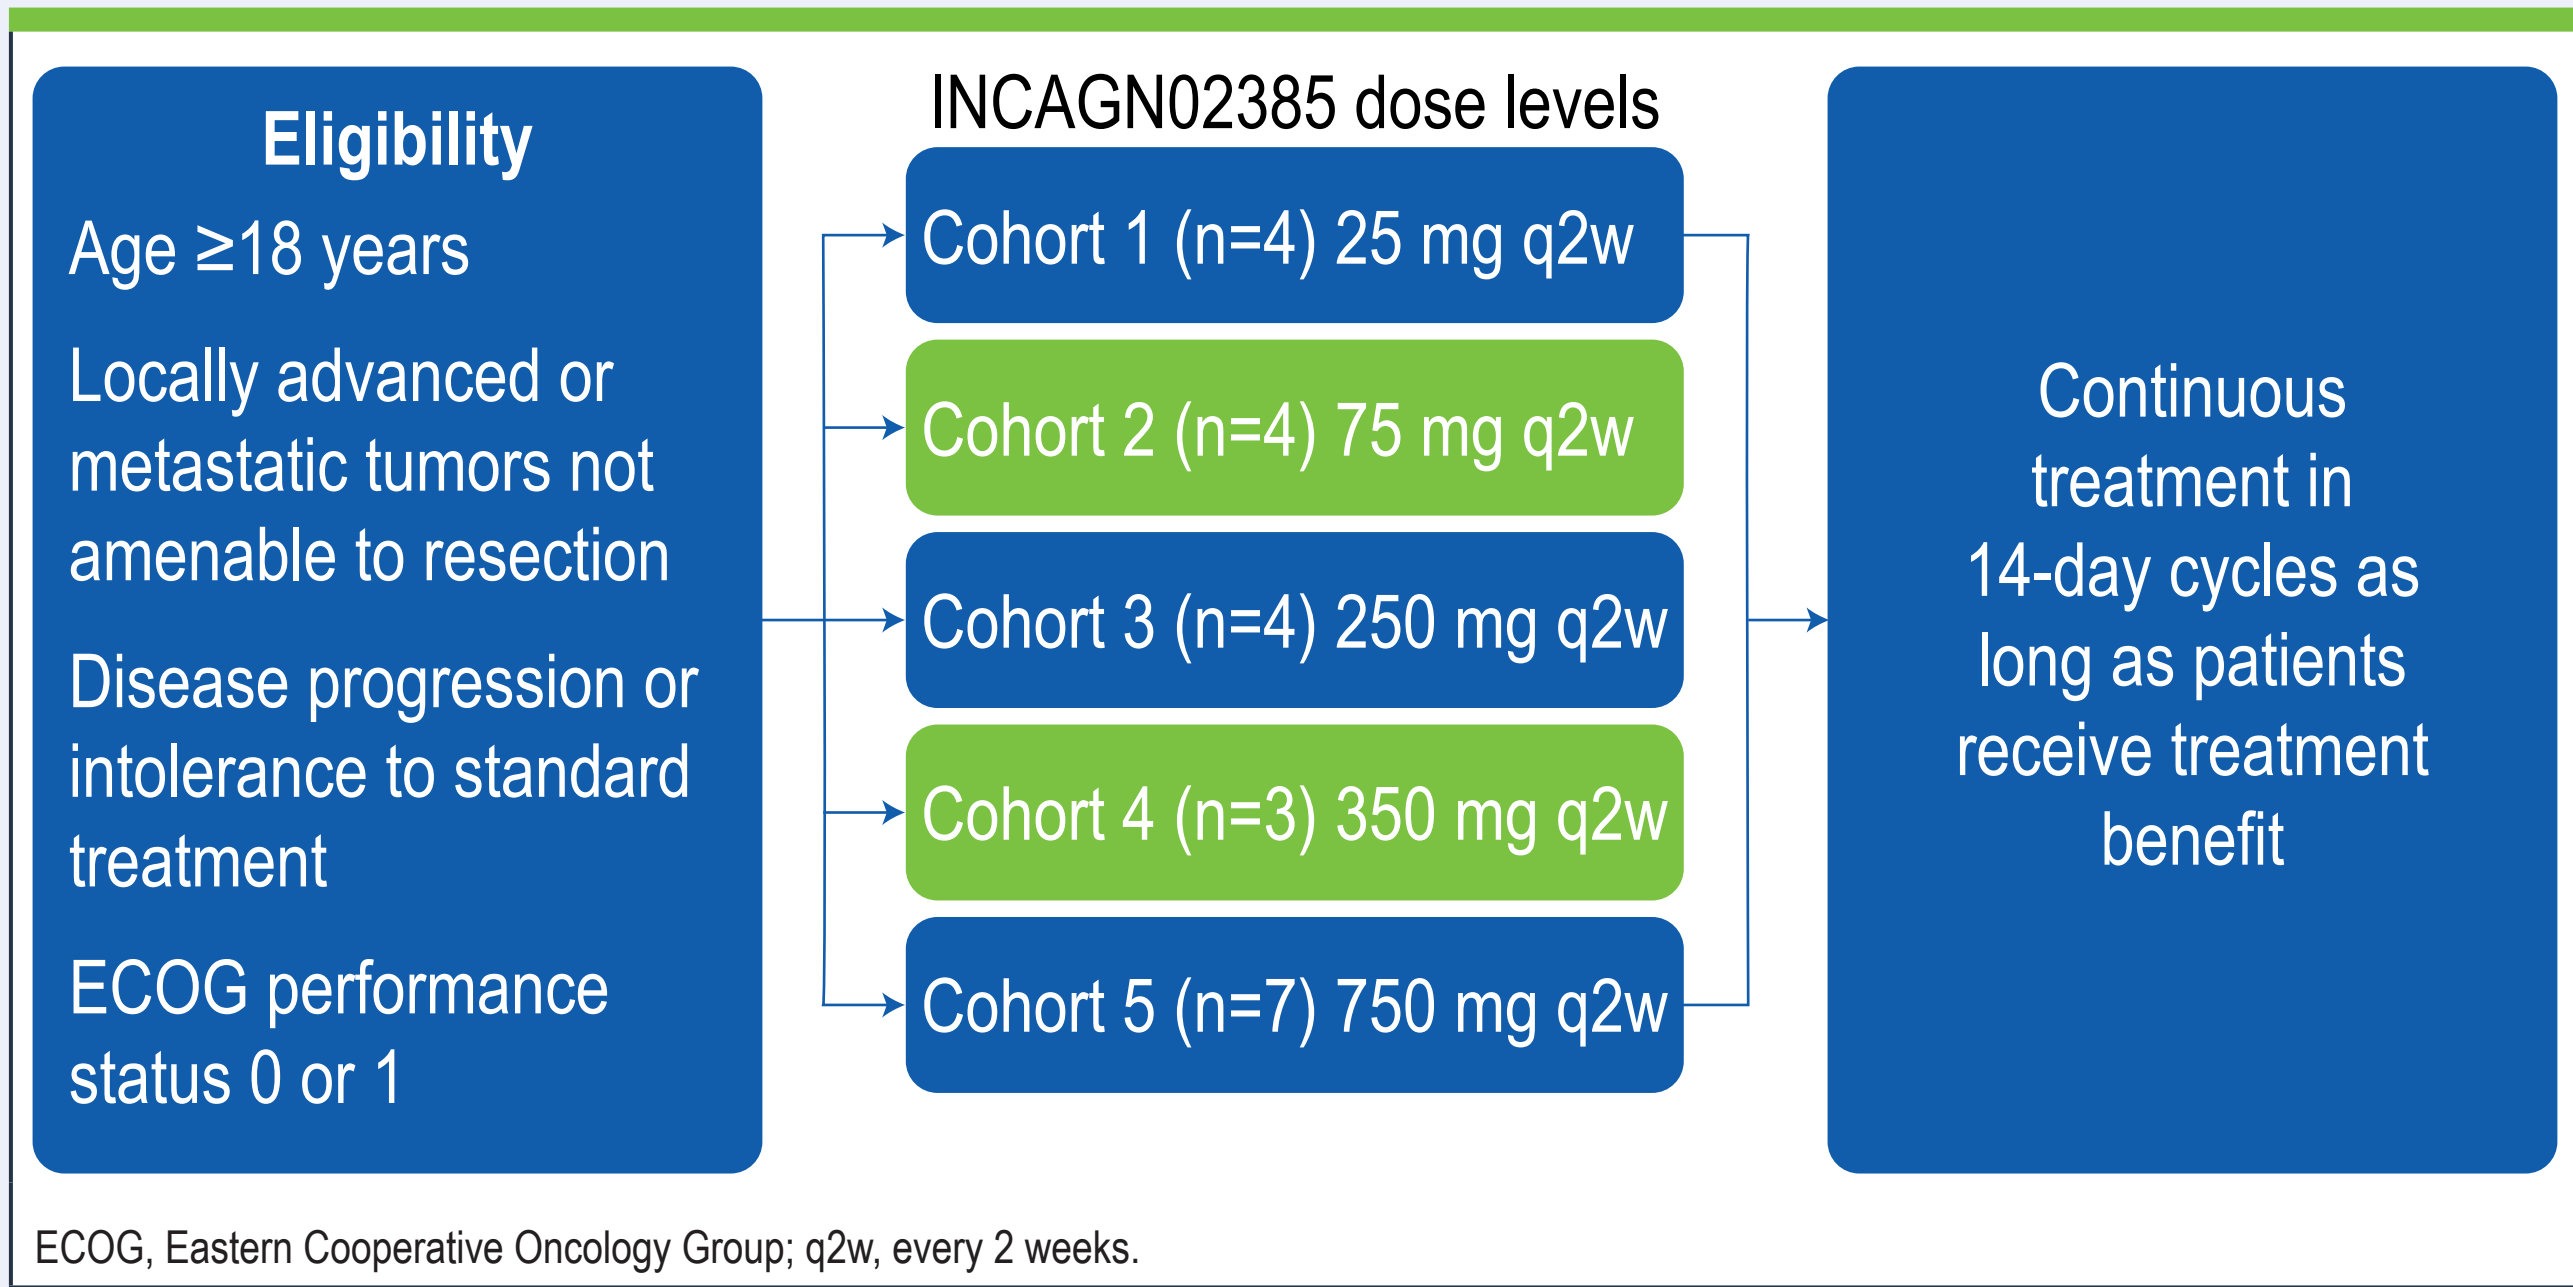 Eligibility
Age ≥18 years
Locally advanced or
metastatic tumors not
amenable to resection
Disease progression or
intolerance to standard
treatment
ECOG performance
status 0 or 1
INCAGN02385 dose levels
Cohort 1 (n=4) 25 mg q2w
Cohort 2 (n=4) 75 mg q2w
Cohort 3 (n=4) 250 mg q2w
Cohort 4 (n=3) 350 mg q2w
Cohort 5 (n=7) 750 mg q2w
Continuous
treatment in
14-day cycles as
long as patients
receive treatment
benefit
ECOG, Eastern Cooperative Oncology Group; q2w, every 2 weeks.